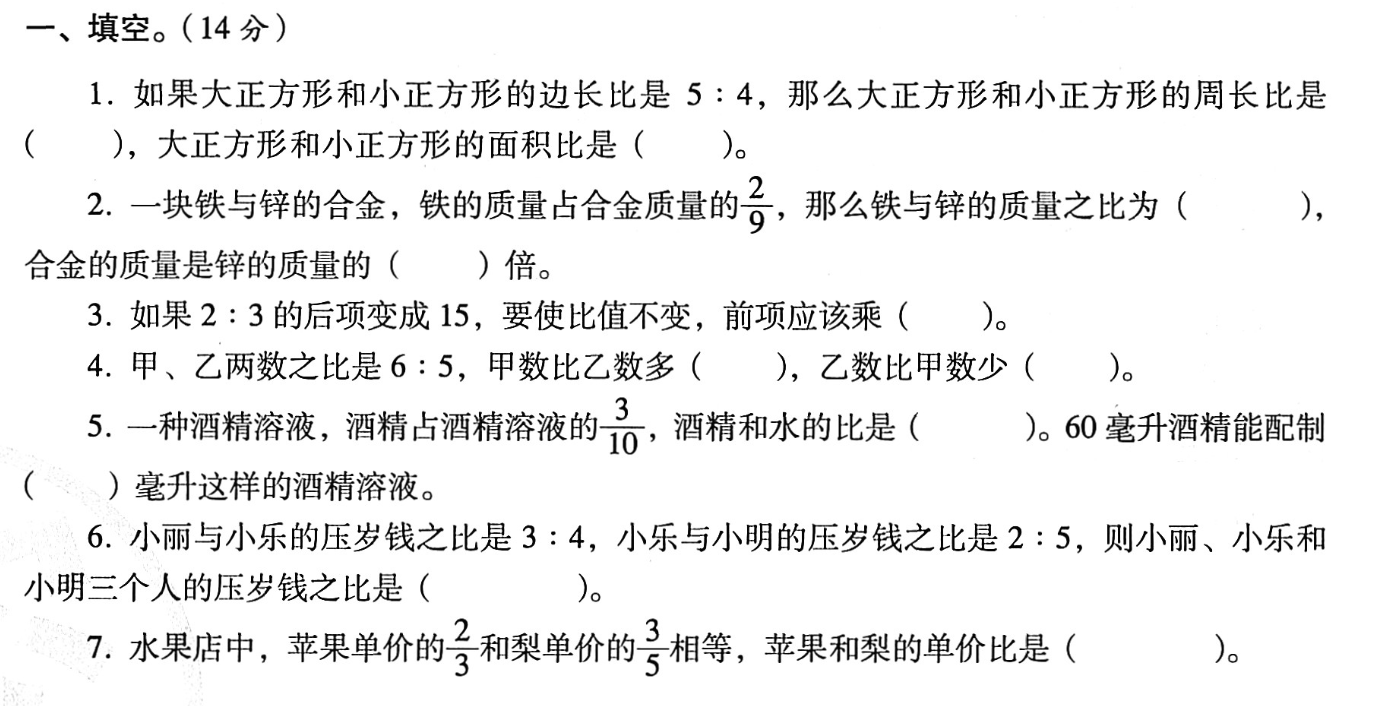 一、填空。（14 分）
1. 如果大正方形和小正方形的边长比是 5∶4，那么大正方形和小正方形的周长比是
（　　），大正方形和小正方形的面积比是（　　）。
2. 一块铁与锌的合金，铁的质量占合金质量的2/9，那么铁与锌的质量之比为（　　），
合金的质量是锌的质量的（　　）倍。
3. 如果 2∶3 的后项变成 15，要使比值不变，前项应该乘（　　）。
4. 甲、乙两数之比是 6∶5，甲数比乙数多（　　），乙数比甲数少（　　）。
5. 一种酒精溶液，酒精占酒精溶液的3/10，酒精和水的比是（　　）。60 毫升酒精能配制
（　　）毫升这样的酒精溶液。
6. 小丽与小乐的压岁钱之比是 3∶4，小乐与小明的压岁钱之比是 2∶5，则小丽、小乐和
小明三个人的压岁钱之比是（　　）。
7. 水果店中，苹果单价的2/3和梨单价的3/5相等，苹果和梨的单价比是（　　）。